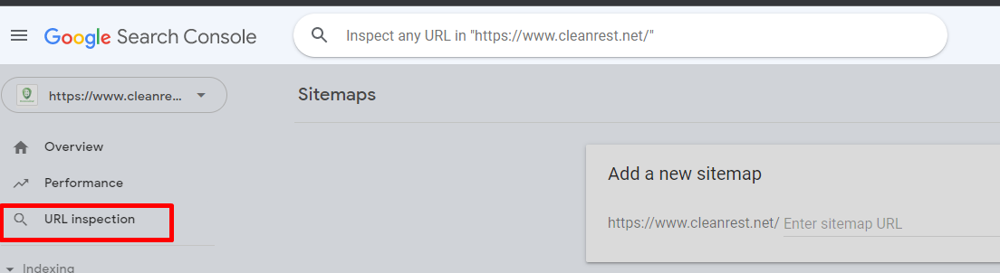 Google Search Console
Inspect any URL in "https://www.cleanrest.net/"
https://www.cleanre...
Sitemaps
Overview
Performance
URL inspection
Indexing
Add a new sitemap
https://www.cleanrest.net/ Enter sitemap URL